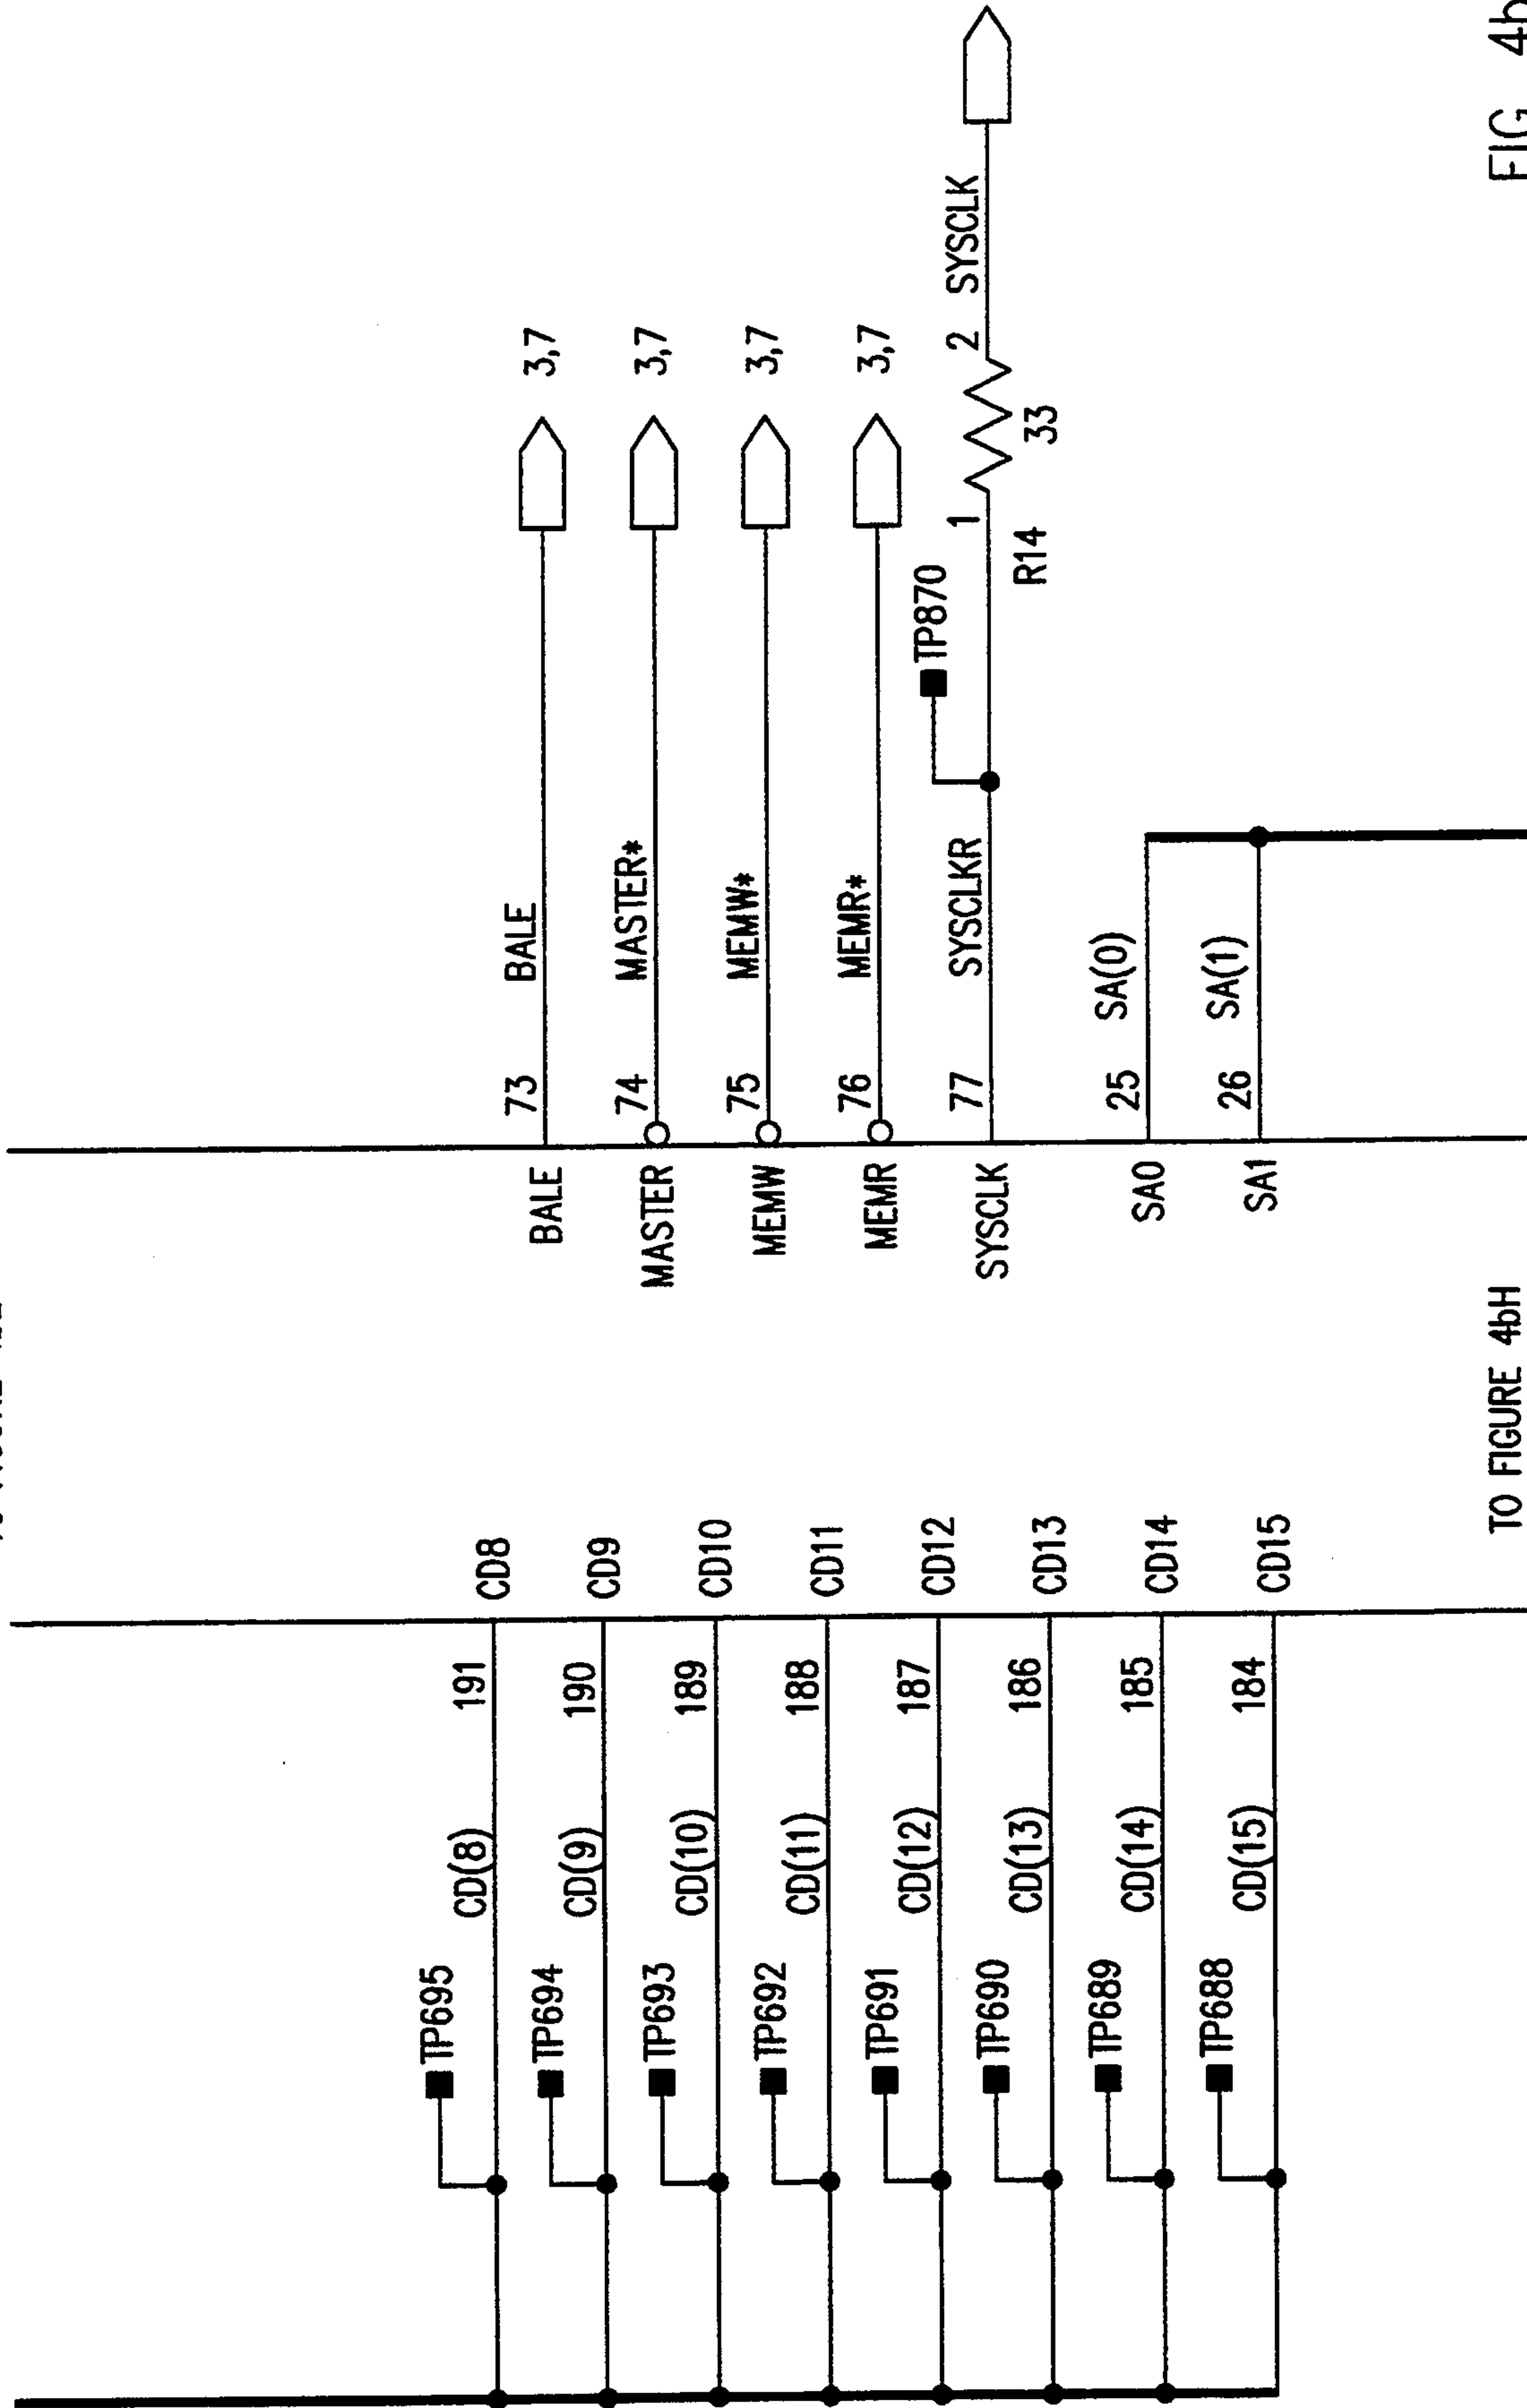 TP695 CD(8) 191 CD8
TP694 CD(9) 190 CD9
TP693 CD(10) 189 CD10
TP692 CD(11) 188 CD11
TP691 CD(12) 187 CD12
TP690 CD(13) 186 CD13
TP689 CD(14) 185 CD14
TP688 CD(15) 184 CD15
BALE 73 BALE 3,7
MASTER 74 MASTER* 3,7
MEMW 75 MEMW* 3,7
MEMR 76 MEMR* 3,7
TP870
SYSCLK 77 SYSCLKR 1 2 SYSCLK
R14 33
SA0 25 SA(0)
SA1 26 SA(1)
TO FIGURE 4bH
FIG. 4b